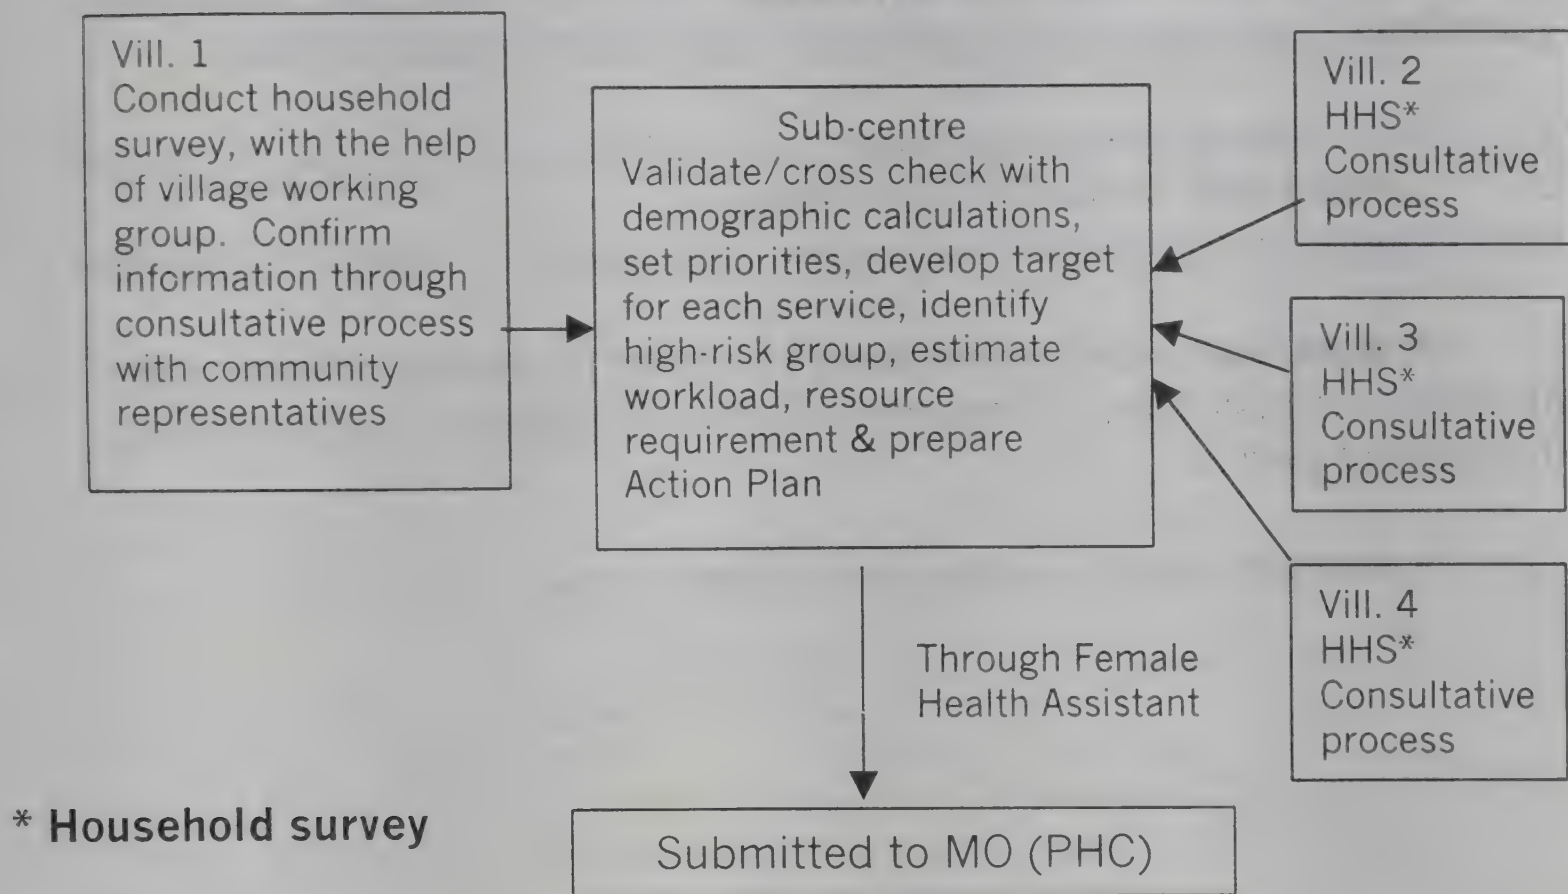 Vill. 1
Conduct household
survey, with the help
of village working
group. Confirm
information through
consultative process
with community
representatives
Sub-centre
Validate/cross check with
demographic calculations,
set priorities, develop target
for each service, identify
high-risk group, estimate
workload, resource
requirement & prepare
Action Plan
Vill. 2
HHS*
Consultative
process
Vill. 3
HHS*
Consultative
process
Vill. 4
HHS*
Consultative
process
Through Female
Health Assistant
* Household survey
Submitted to MO (PHC)